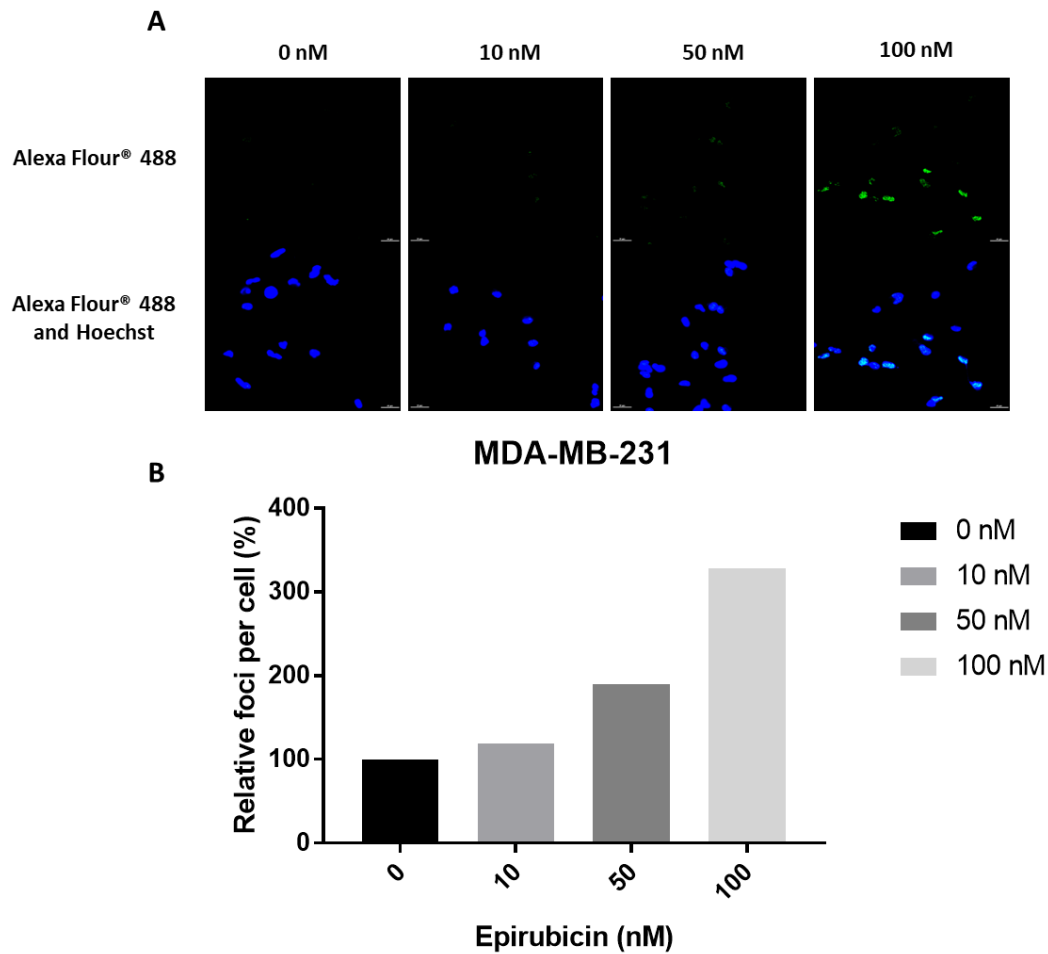 A
0 nM
10 nM
50 nM
100 nM
Alexa Flour® 488
Alexa Flour® 488
and Hoechst
MDA-MB-231
B
Relative foci per cell (%)
400
300
200
100
0
0
10
50
100
Epirubicin (nM)
0 nM
10 nM
50 nM
100 nM